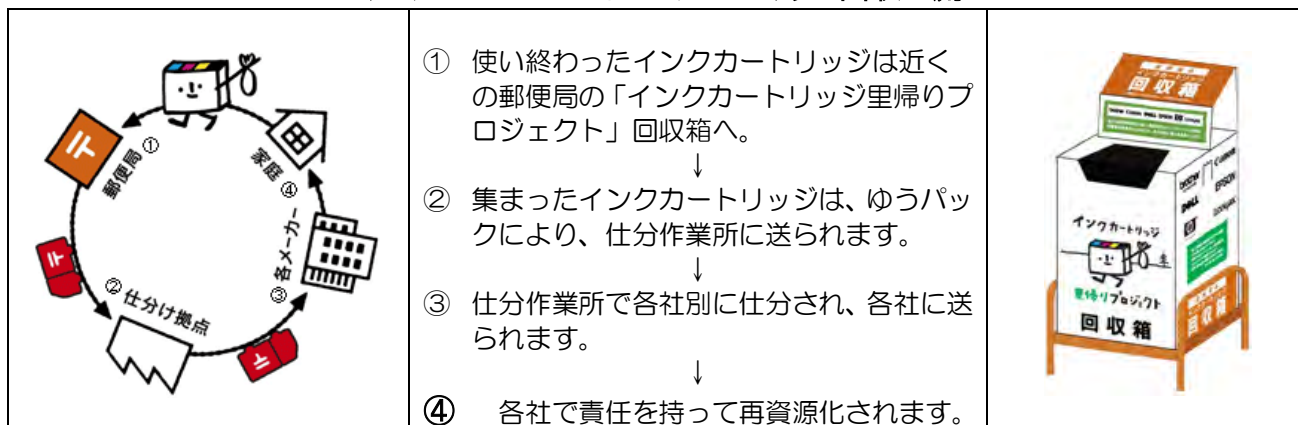 〒
郵便局 ①
家庭 ④
③ 各メーカー
② 仕分け拠点
〒
〒
① 使い終わったインクカートリッジは近く
の郵便局の「インクカートリッジ里帰りプ
ロジェクト」回収箱へ。
↓
② 集まったインクカートリッジは、ゆうパッ
クにより、仕分作業所に送られます。
↓
③ 仕分作業所で各社別に仕分され、各社に送
られます。
↓
④ 各社で責任を持って再資源化されます。
インクカートリッジ
回収箱
brother
Canon
EPSON
DELL
hp
インクカートリッジ
里帰りプロジェクト
回収箱
回収箱